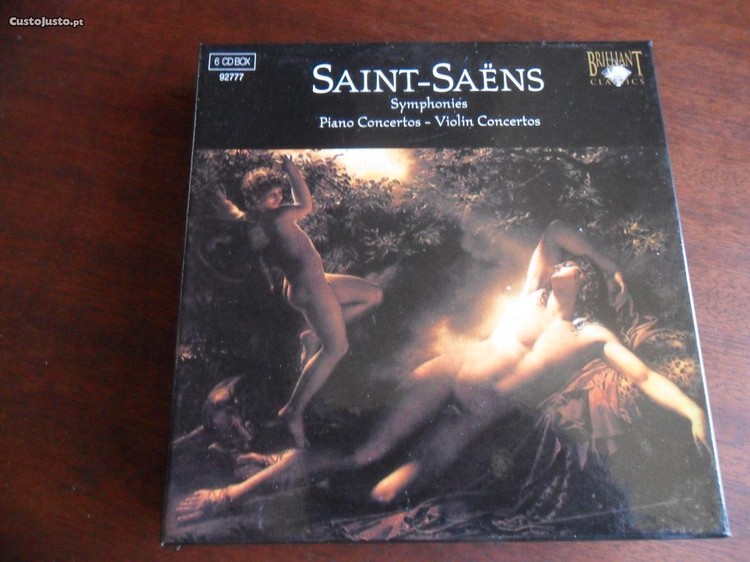 CustoJusto.pt
6 CD BOX
92777
SAINT-SAËNS
Symphonies
Piano Concertos - Violin Concertos
BRILLIANT
CLASSICS